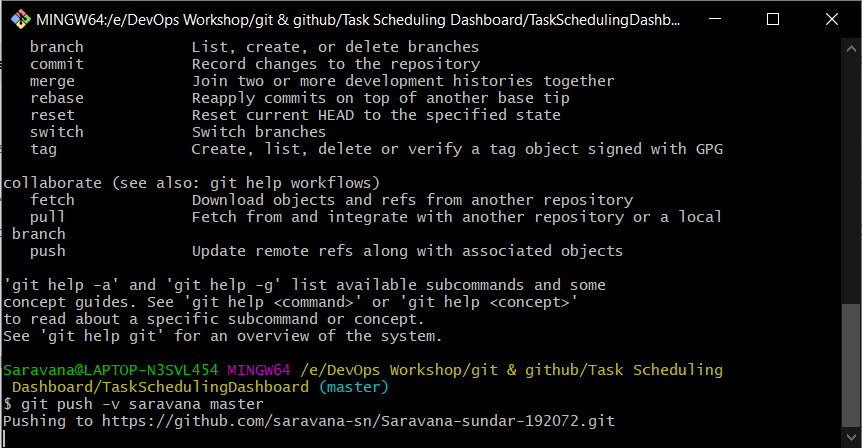 MINGW64:/e/DevOps Workshop/git & github/Task Scheduling Dashboard/TaskSchedulingDashb...
branch List, create, or delete branches
commit Record changes to the repository
merge Join two or more development histories together
rebase Reapply commits on top of another base tip
reset Reset current HEAD to the specified state
switch Switch branches
tag Create, list, delete or verify a tag object signed with GPG
collaborate (see also: git help workflows)
fetch Download objects and refs from another repository
pull Fetch from and integrate with another repository or a local
branch
push Update remote refs along with associated objects
'git help -a' and 'git help -g' list available subcommands and some
concept guides. See 'git help <command>' or 'git help <concept>'
to read about a specific subcommand or concept.
See 'git help git' for an overview of the system.
Saravana@LAPTOP-N3SVL454 MINGW64 /e/DevOps Workshop/git & github/Task Scheduling
Dashboard/TaskSchedulingDashboard (master)
$ git push -v saravana master
Pushing to https://github.com/saravana-sn/Saravana-sundar-192072.git